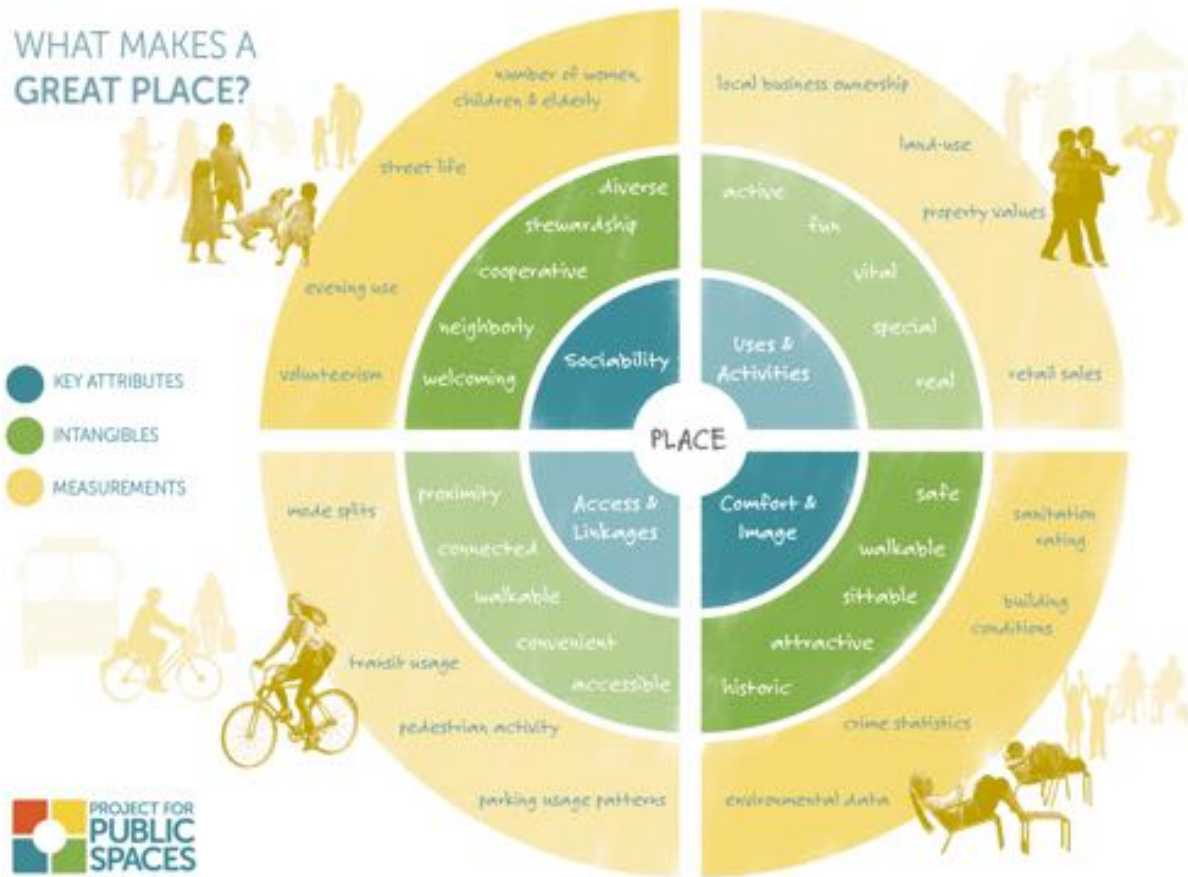 WHAT MAKES A
GREAT PLACE?
number of women,
children & elderly
street life
evening use
volunteerism
diverse
stewardship
cooperative
neighborly
welcoming
Sociability
local business ownership
land-use
property values
retail sales
active
fun
vital
special
real
Uses &
Activities
KEY ATTRIBUTES
INTANGIBLES
MEASUREMENTS
PLACE
Access &
Linkages
proximity
connected
walkable
convenient
accessible
mode splits
transit usage
pedestrian activity
parking usage patterns
Comfort &
Image
safe
walkable
sittable
attractive
historic
sanitation
rating
building
conditions
crime statistics
environmental data
PROJECT FOR
PUBLIC
SPACES